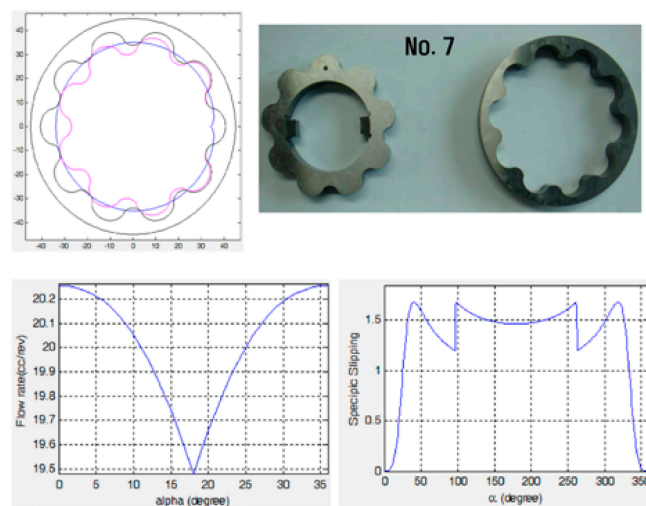 No. 7
40
30
20
10
0
-10
-20
-30
-40
-40 -30 -20 -10 0 10 20 30 40
20.2
20.1
20
19.9
19.8
19.7
19.6
19.5
Flow rate(cc/rev)
0 5 10 15 20 25 30 35
alpha (degree)
1.5
1
0.5
0
Specipic Slipping
0 50 100 150 200 250 300 350
α (degree)